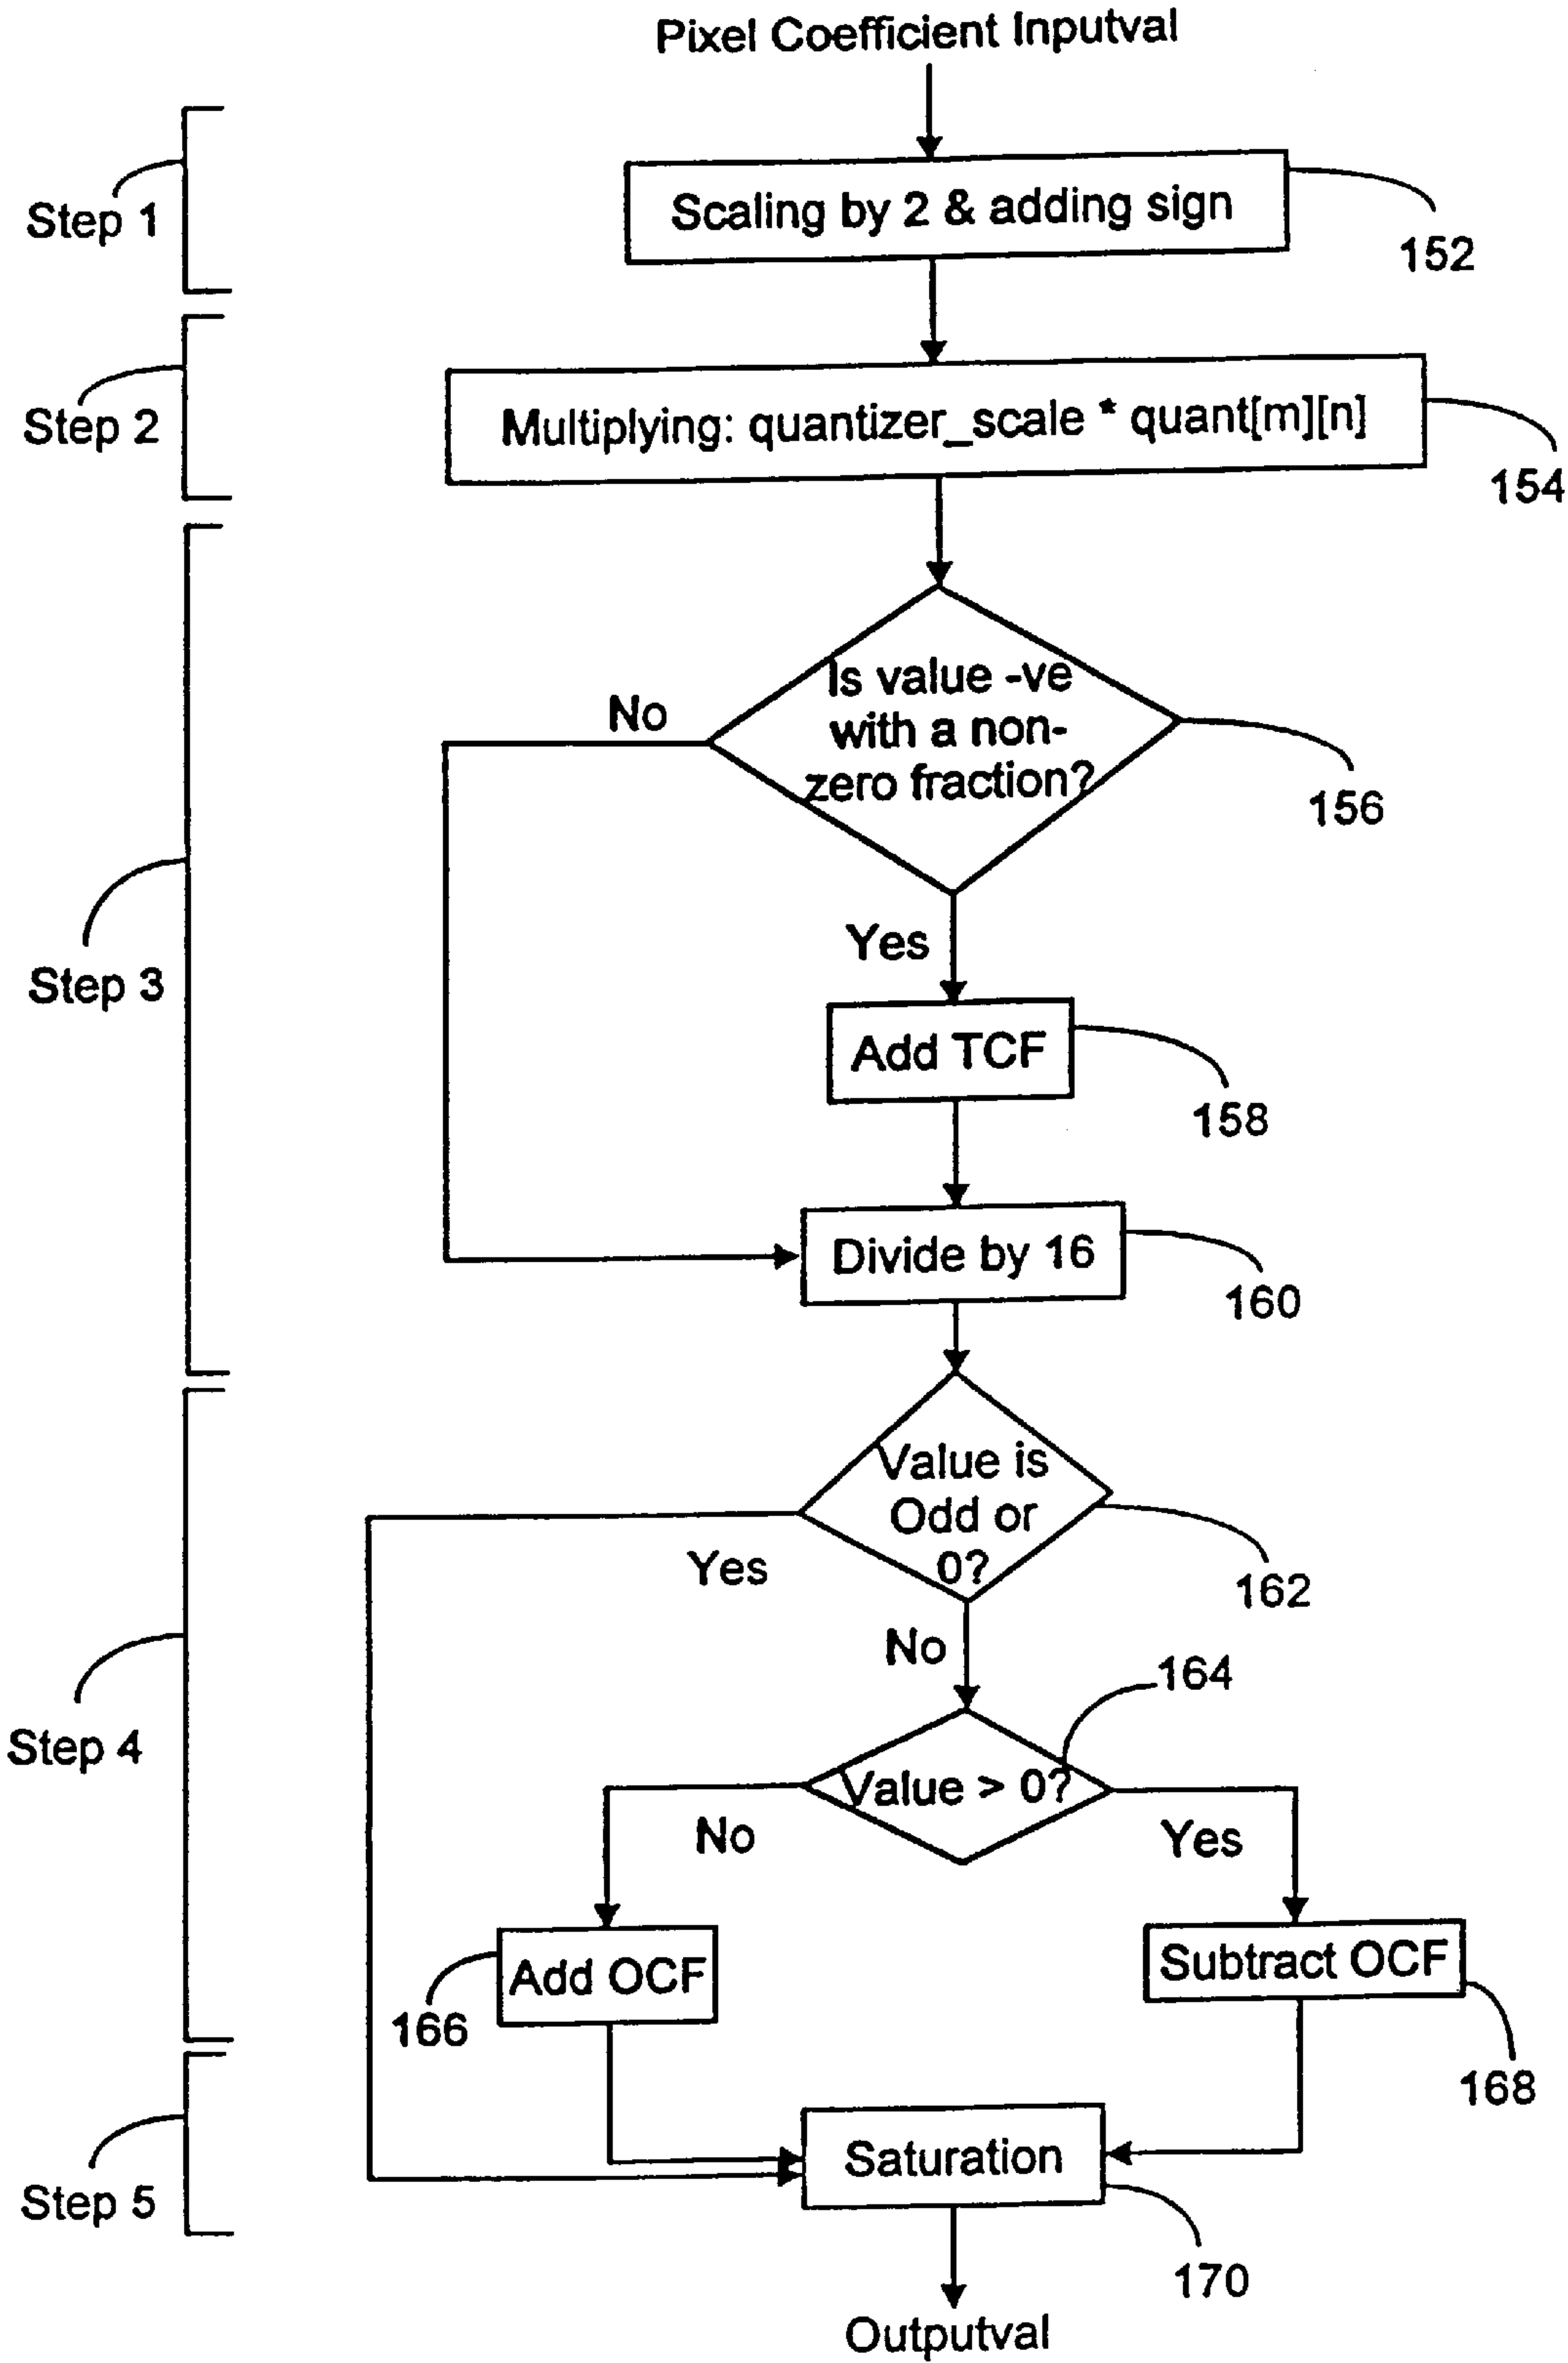 Pixel Coefficient Inputval
Step 1
Scaling by 2 & adding sign
152
Step 2
Multiplying: quantizer_scale * quant[m][n]
154
Step 3
Is value -ve
with a non-
zero fraction?
No
156
Yes
Add TCF
158
Divide by 16
160
Step 4
Value is
Odd or
0?
Yes
162
No
164
Value > 0?
No
Yes
Add OCF
166
Subtract OCF
168
Step 5
Saturation
170
Outputval